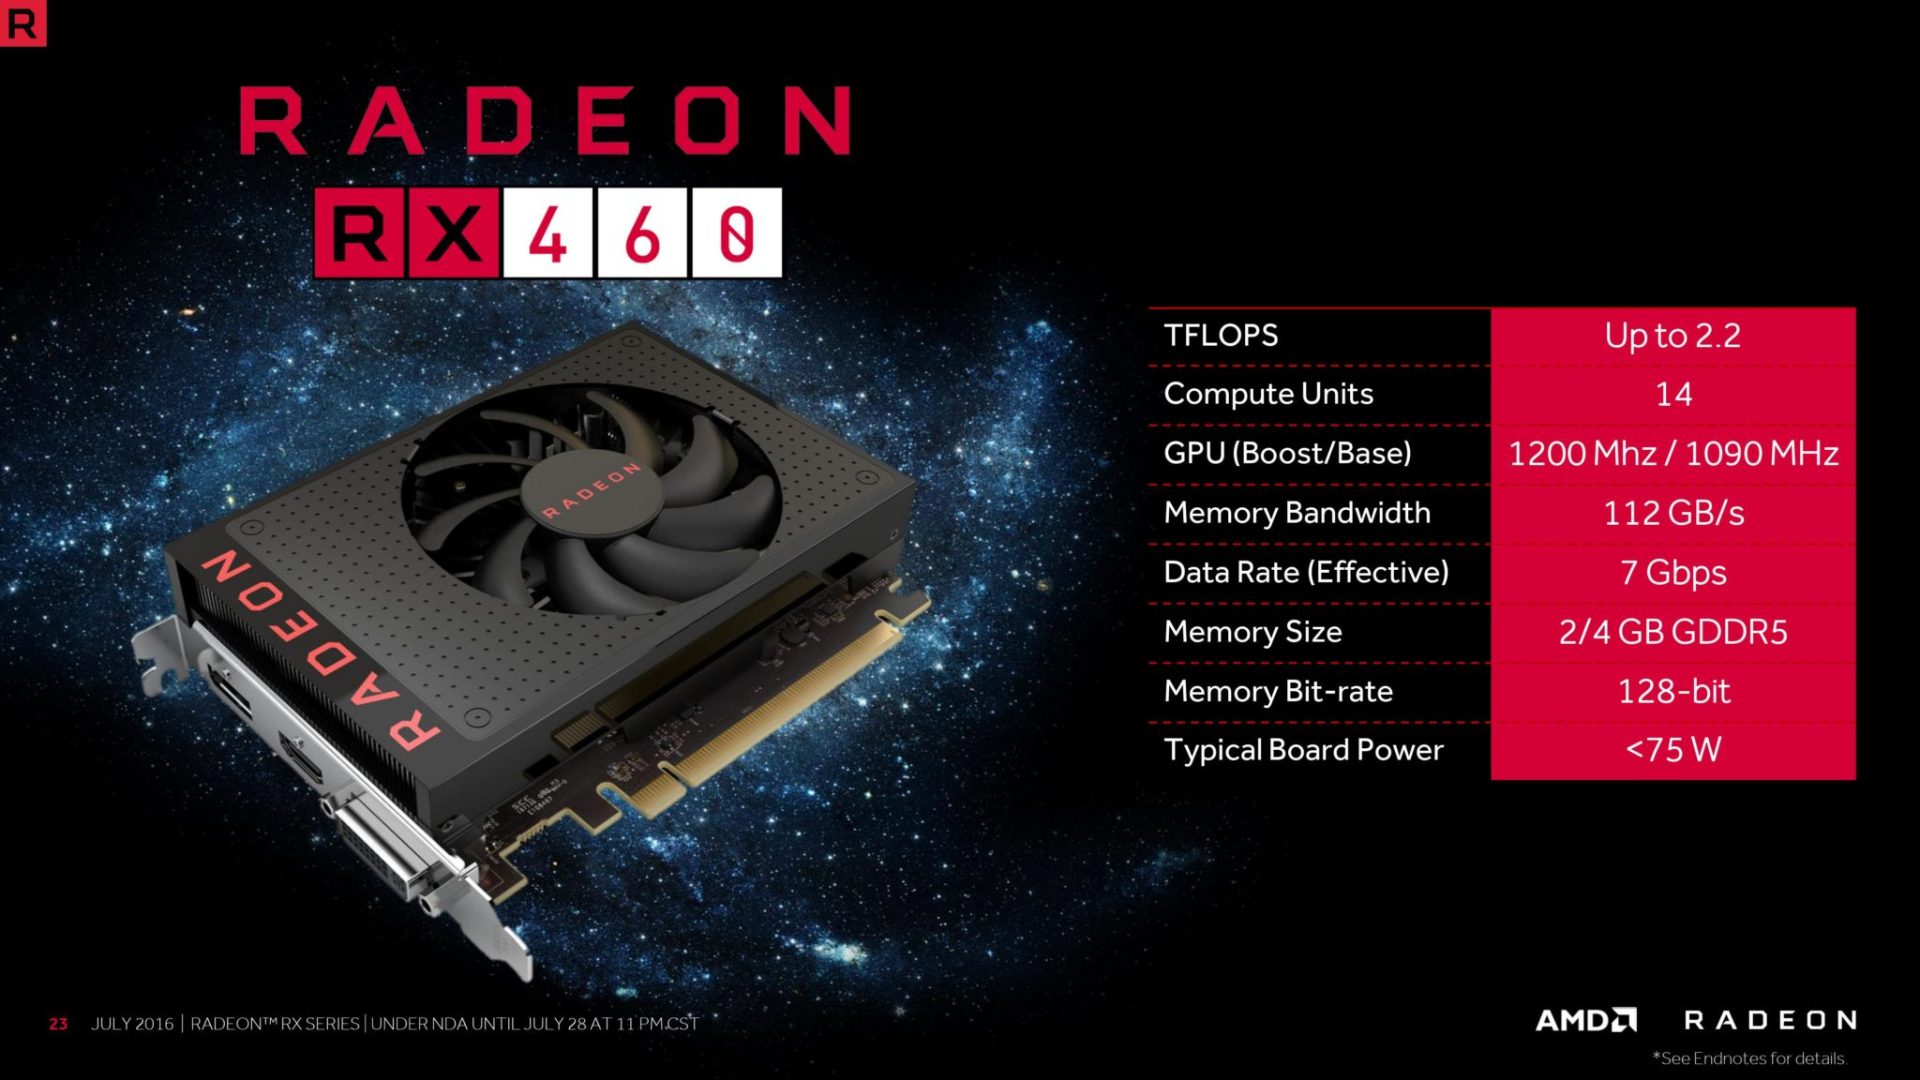 R
RADEON
RX460
RADEON
RADEON
TFLOPS Up to 2.2
Compute Units 14
GPU (Boost/Base) 1200 Mhz / 1090 MHz
Memory Bandwidth 112 GB/s
Data Rate (Effective) 7 Gbps
Memory Size 2/4 GB GDDR5
Memory Bit-rate 128-bit
Typical Board Power <75 W
23 JULY 2016 | RADEON™ RX SERIES | UNDER NDA UNTIL JULY 28 AT 11 PM CST
AMD RADEON
*See Endnotes for details.